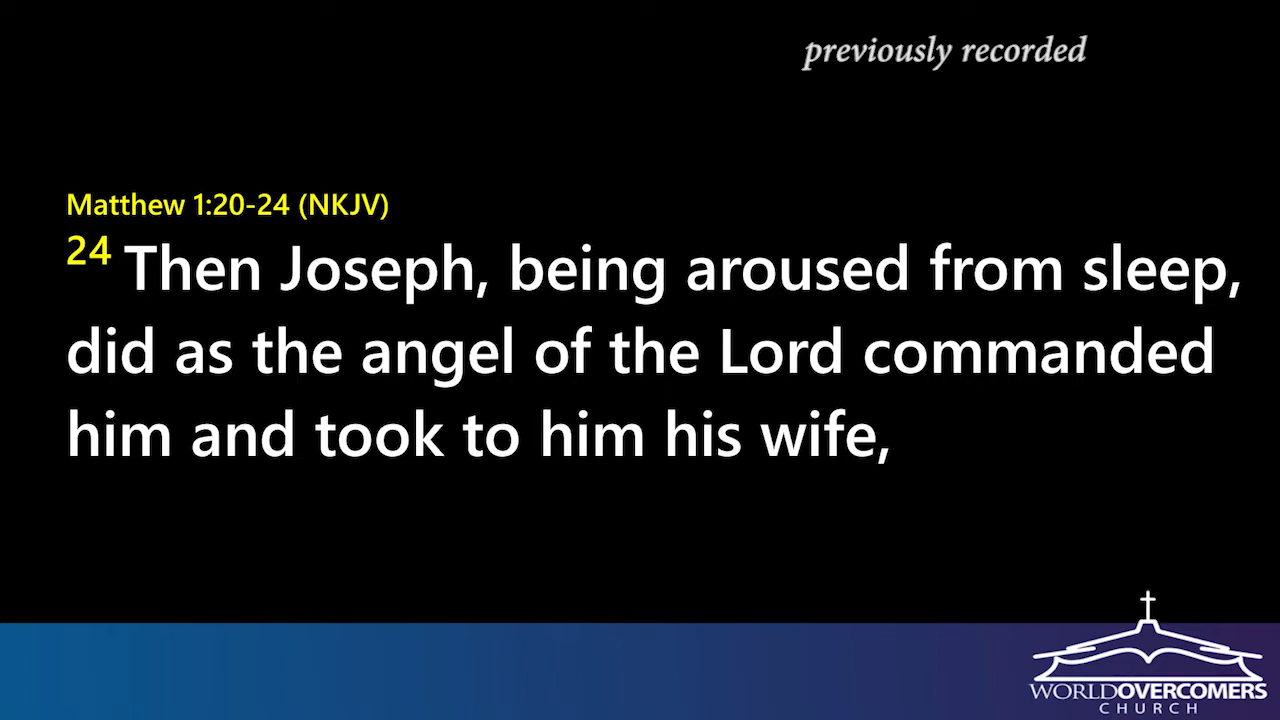 previously recorded
Matthew 1:20-24 (NKJV)
24 Then Joseph, being aroused from sleep,
did as the angel of the Lord commanded
him and took to him his wife,
WORLDOVERCOMERS
CHURCH